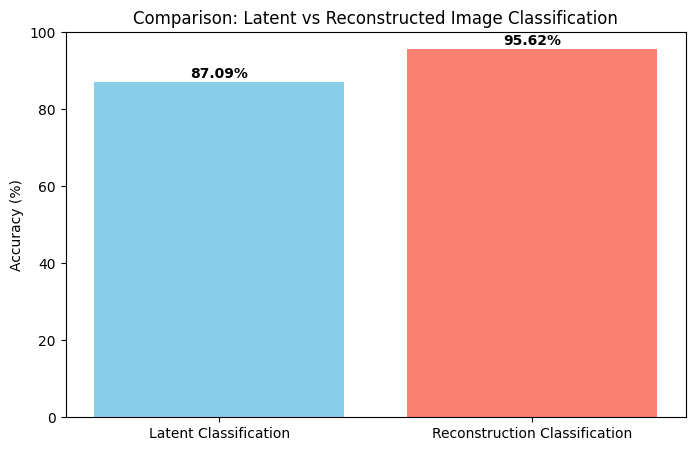 Comparison: Latent vs Reconstructed Image Classification
Accuracy (%)
100
80
60
40
20
0
87.09%
95.62%
Latent Classification
Reconstruction Classification